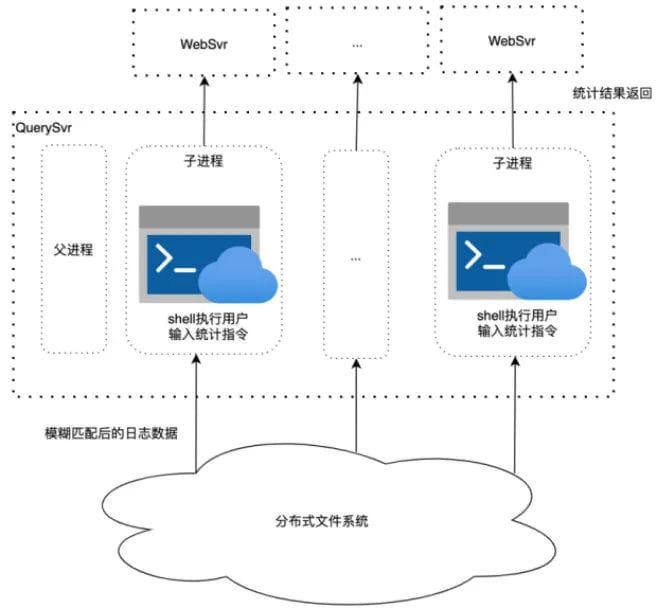 WebSvr
...
WebSvr
统计结果返回
QuerySvr
子进程
子进程
父进程
...
shell执行用户
输入统计指令
shell执行用户
输入统计指令
模糊匹配后的日志数据
分布式文件系统